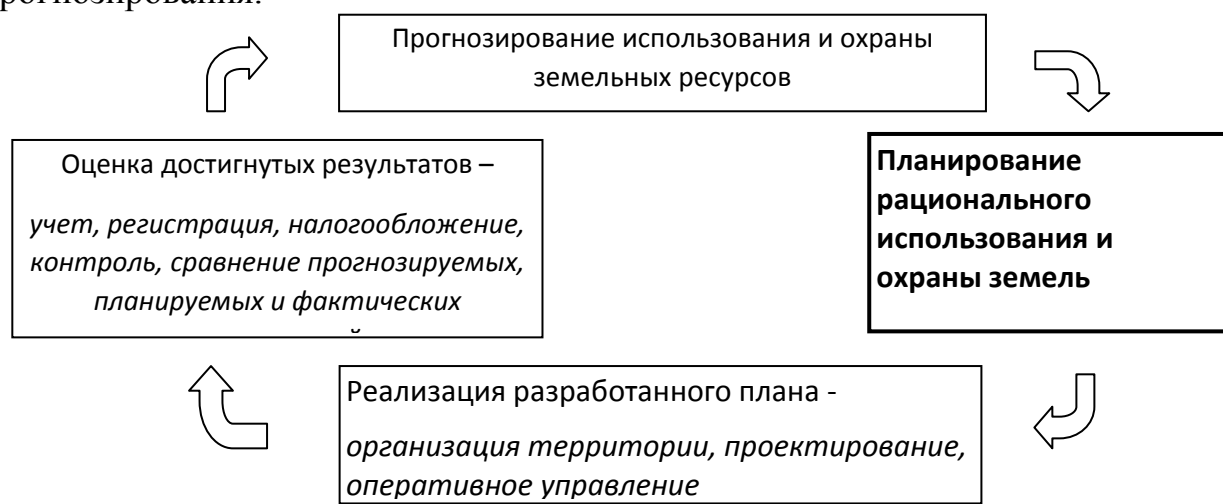 Прогнозирование использования и охраны
земельных ресурсов
Планирование
рационального
использования и
охраны земель
Реализация разработанного плана -
организация территории, проектирование,
оперативное управление
Оценка достигнутых результатов –
учет, регистрация, налогообложение,
контроль, сравнение прогнозируемых,
планируемых и фактических